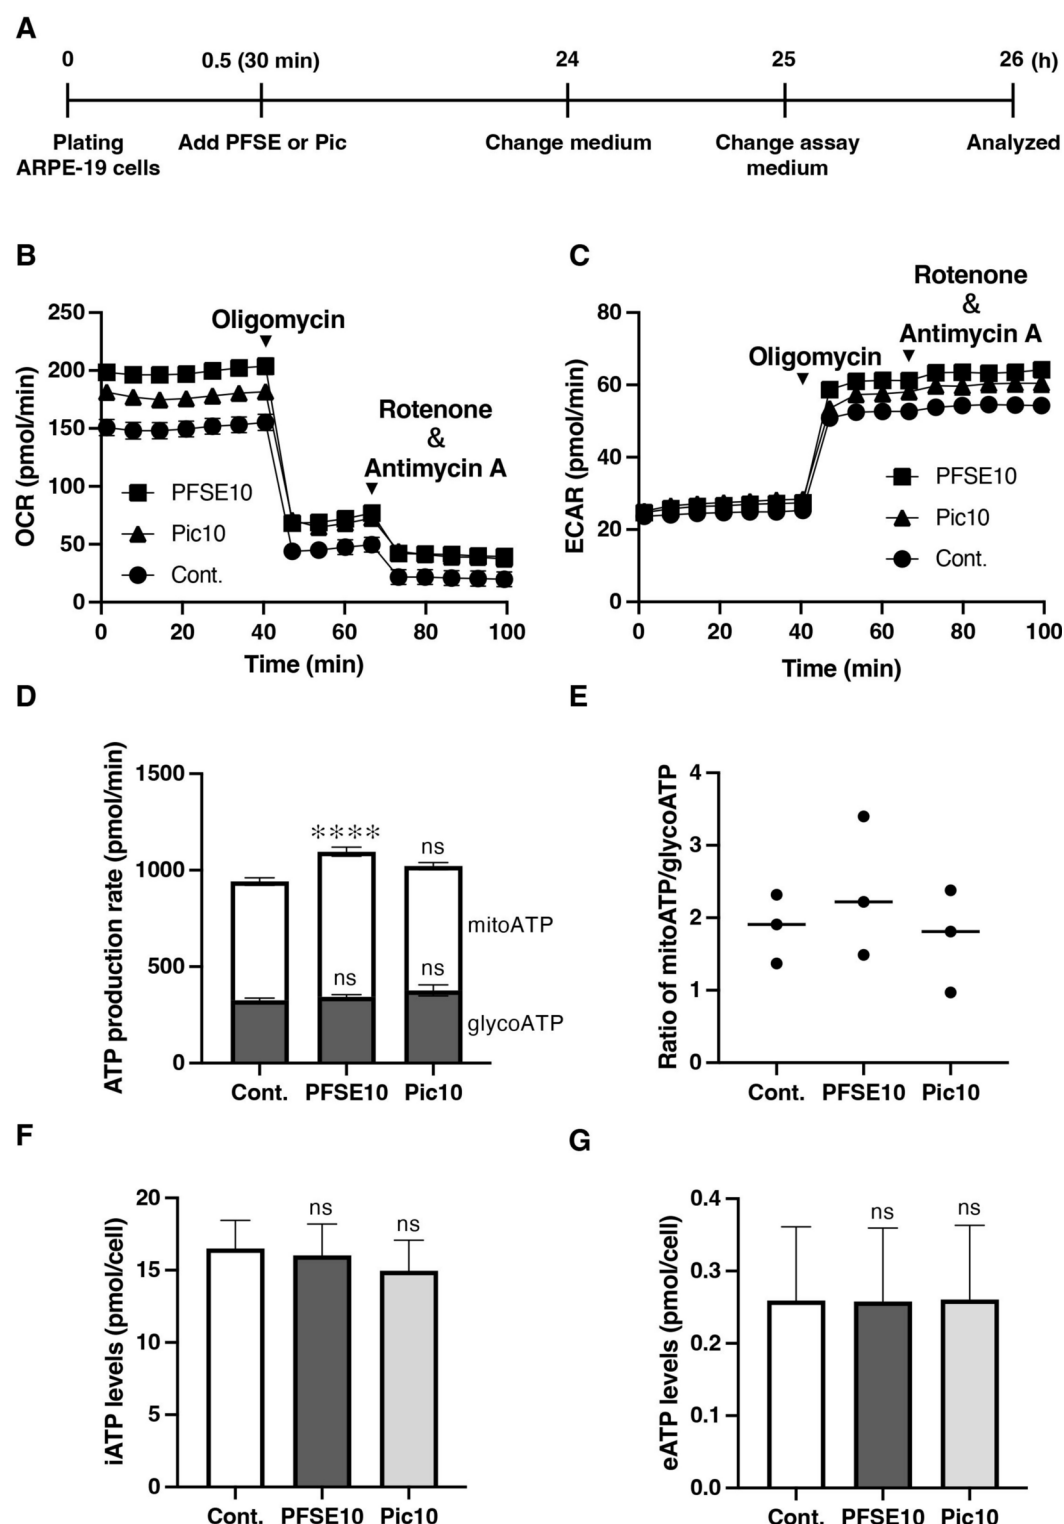 A
0
0.5 (30 min)
24
25
26 (h)
Plating
ARPE-19 cells
Add PFSE or Pic
Change medium
Change assay
medium
Analyzed
B
OCR (pmol/min)
250
200
150
100
50
0
Oligomycin
Rotenone
&
Antimycin A
PFSE10
Pic10
Cont.
0 20 40 60 80 100
Time (min)
C
ECAR (pmol/min)
80
60
40
20
0
Oligomycin
Rotenone
&
Antimycin A
PFSE10
Pic10
Cont.
0 20 40 60 80 100
Time (min)
D
ATP production rate (pmol/min)
1500
1000
500
0
****
ns
ns
ns
mitoATP
glycoATP
Cont. PFSE10 Pic10
E
Ratio of mitoATP/glycoATP
4
3
2
1
0
Cont. PFSE10 Pic10
F
iATP levels (pmol/cell)
20
15
10
5
0
ns
ns
Cont. PFSE10 Pic10
G
eATP levels (pmol/cell)
0.4
0.3
0.2
0.1
0.0
ns
ns
Cont. PFSE10 Pic10